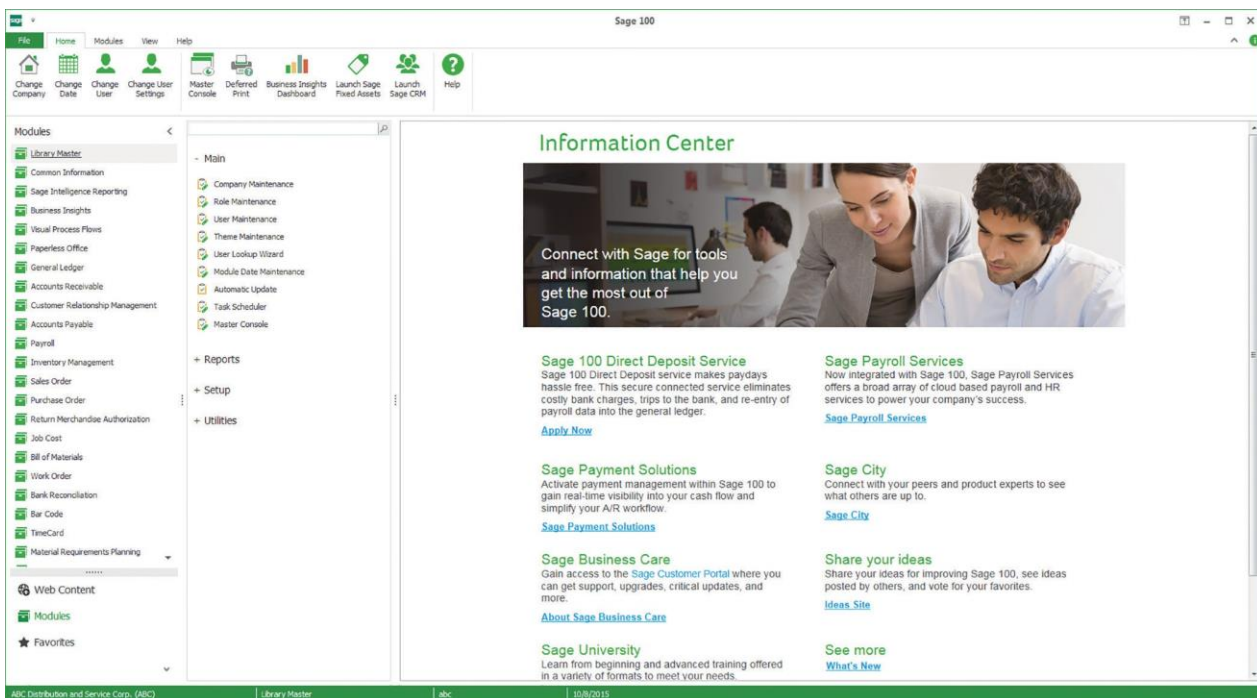 sage
Sage 100
File Home Modules View Help
Change Company
Change Date
Change User
Change User Settings
Master Console
Deferred Print
Business Insights Dashboard
Launch Sage Fixed Assets
Launch Sage CRM
Help
Modules
Library Master
Common Information
Sage Intelligence Reporting
Business Insights
Visual Process Flows
Paperless Office
General Ledger
Accounts Receivable
Customer Relationship Management
Accounts Payable
Payroll
Inventory Management
Sales Order
Purchase Order
Return Merchandise Authorization
Job Cost
Bill of Materials
Work Order
Bank Reconciliation
Bar Code
TimeCard
Material Requirements Planning
Web Content
Modules
Favorites
- Main
Company Maintenance
Role Maintenance
User Maintenance
Theme Maintenance
User Lookup Wizard
Module Date Maintenance
Automatic Update
Task Scheduler
Master Console
+ Reports
+ Setup
+ Utilities
Information Center
Connect with Sage for tools
and information that help you
get the most out of
Sage 100.
Sage 100 Direct Deposit Service
Sage 100 Direct Deposit service makes paydays
hassle free. This secure connected service eliminates
costly bank charges, trips to the bank, and re-entry of
payroll data into the general ledger.
Apply Now
Sage Payroll Services
Now integrated with Sage 100, Sage Payroll Services
offers a broad array of cloud based payroll and HR
services to power your company's success.
Sage Payroll Services
Sage Payment Solutions
Activate payment management within Sage 100 to
gain real-time visibility into your cash flow and
simplify your A/R workflow.
Sage Payment Solutions
Sage City
Connect with your peers and product experts to see
what others are up to.
Sage City
Sage Business Care
Gain access to the Sage Customer Portal where you
can get support, upgrades, critical updates, and
more.
About Sage Business Care
Share your ideas
Share your ideas for improving Sage 100, see ideas
posted by others, and vote for your favorites.
Ideas Site
Sage University
Learn from beginning and advanced training offered
in a variety of formats to meet your needs.
See more
What's New
ABC Distribution and Service Corp. (ABC) Library Master abc 10/8/2015